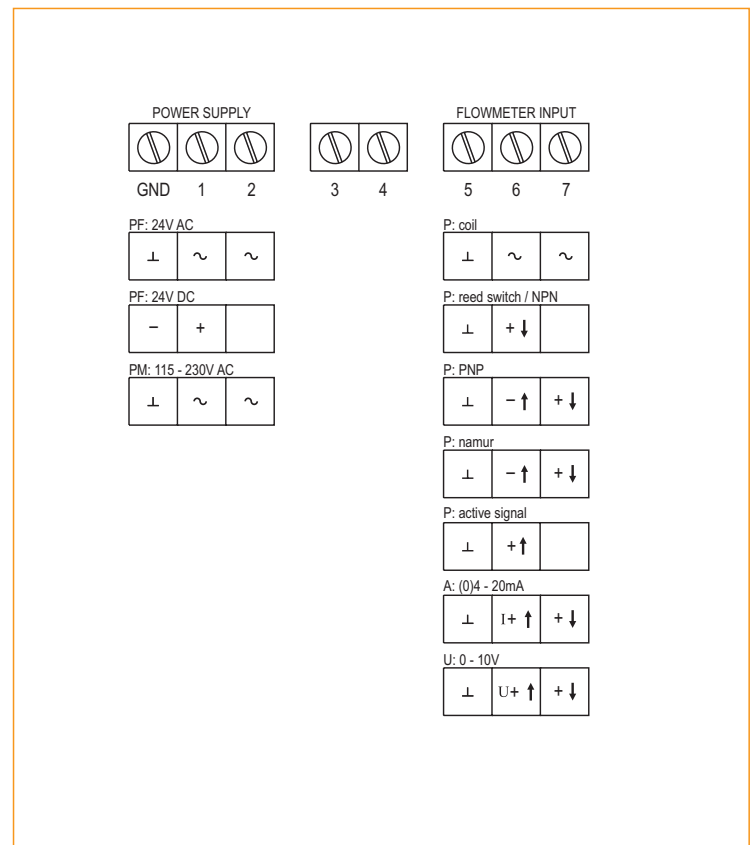 POWER SUPPLY
FLOWMETER INPUT
GND 1 2 3 4 5 6 7
PF: 24V AC
⊥ ~ ~
P: coil
⊥ ~ ~
PF: 24V DC
− +
P: reed switch / NPN
⊥ +⬇
PM: 115 - 230V AC
⊥ ~ ~
P: PNP
⊥ −⬆ +⬇
P: namur
⊥ −⬆ +⬇
P: active signal
⊥ +⬆
A: (0)4 - 20mA
⊥ I+ ⬆ +⬇
U: 0 - 10V
⊥ U+ ⬆ +⬇